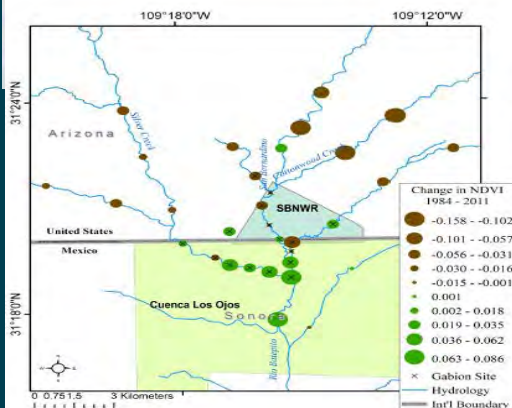 109°18'0"W
109°12'0"W
31°24'0"N
Silver Creek
Arizona
San Bernardino
Cottonwood Creek
SBNWR
United States
Mexico
Cuenca Los Ojos
Sonora
31°18'0"N
Rio Batepito
0 0.75 1.5 3 Kilometers
Change in NDVI
1984 - 2011
-0.158 - -0.102
-0.101 - -0.057
-0.056 - -0.031
-0.030 - -0.016
-0.015 - -0.001
0.001
0.002 - 0.018
0.019 - 0.035
0.036 - 0.062
0.063 - 0.086
Gabion Site
Hydrology
Int'l Boundary